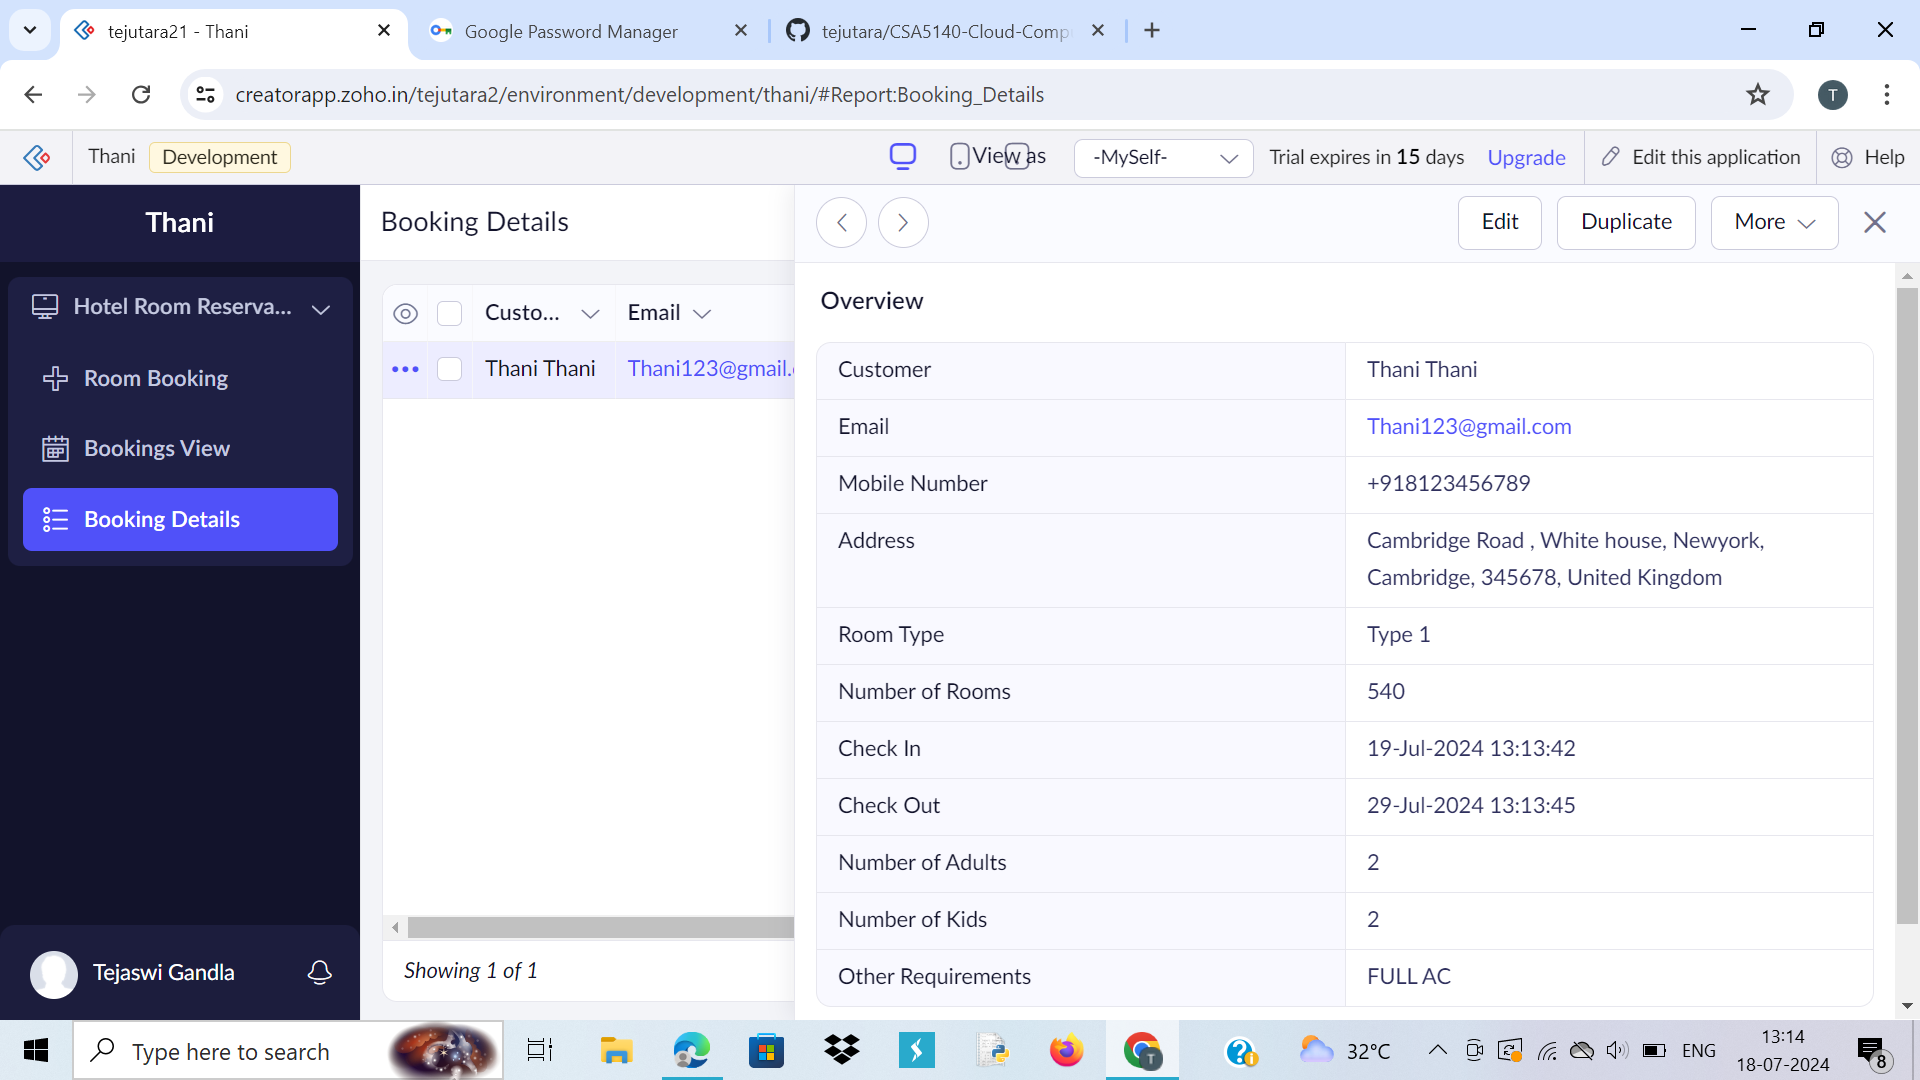 tejutara21 - Thani
Google Password Manager
tejutara/CSA5140-Cloud-Comp
creatorapp.zoho.in/tejutara2/environment/development/thani/#Report:Booking_Details
T
Thani
Development
View as
-MySelf-
Trial expires in 15 days
Upgrade
Edit this application
Help
Thani
Hotel Room Reserva...
Room Booking
Bookings View
Booking Details
Tejaswi Gandla
Booking Details
Custo...
Email
Thani Thani
Thani123@gmail.
Showing 1 of 1
Edit
Duplicate
More
Overview
Customer Thani Thani
Email Thani123@gmail.com
Mobile Number +918123456789
Address Cambridge Road , White house, Newyork,
Cambridge, 345678, United Kingdom
Room Type Type 1
Number of Rooms 540
Check In 19-Jul-2024 13:13:42
Check Out 29-Jul-2024 13:13:45
Number of Adults 2
Number of Kids 2
Other Requirements FULL AC
Type here to search
T
32°C
ENG
13:14
18-07-2024
8